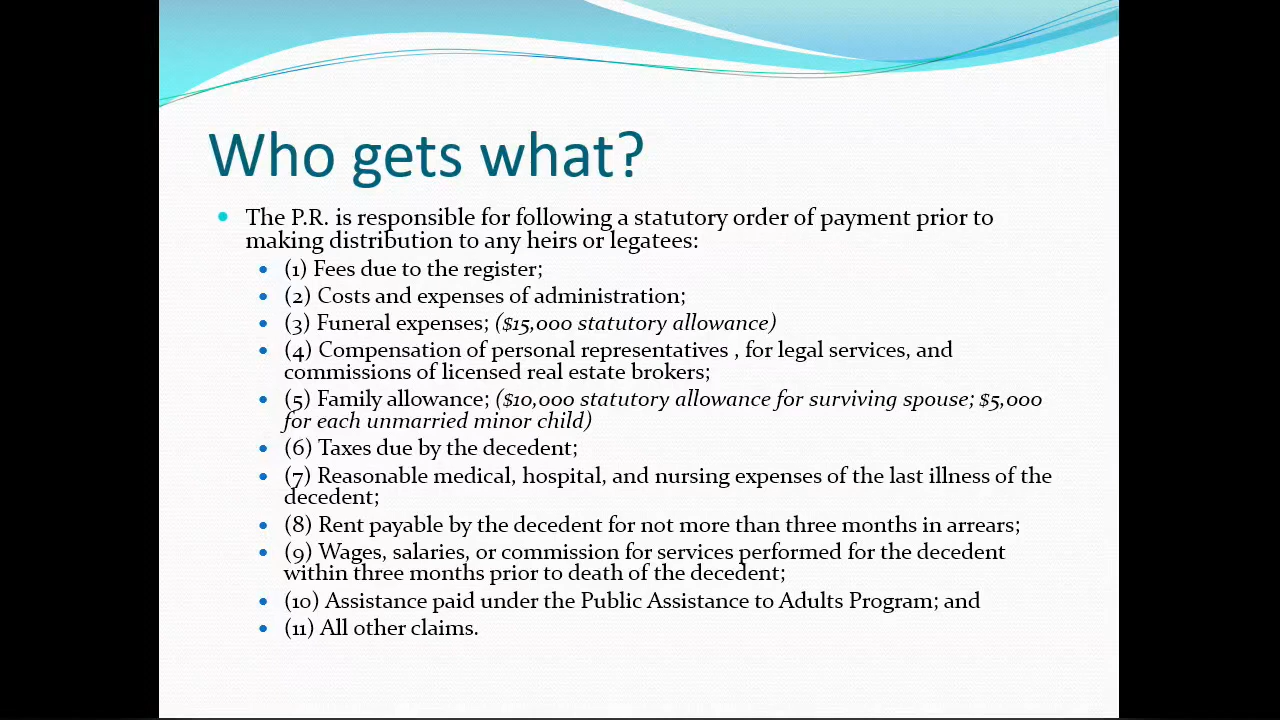 Who gets what?
• The P.R. is responsible for following a statutory order of payment prior to
making distribution to any heirs or legatees:
• (1) Fees due to the register;
• (2) Costs and expenses of administration;
• (3) Funeral expenses; ($15,000 statutory allowance)
• (4) Compensation of personal representatives , for legal services, and
commissions of licensed real estate brokers;
• (5) Family allowance; ($10,000 statutory allowance for surviving spouse; $5,000
for each unmarried minor child)
• (6) Taxes due by the decedent;
• (7) Reasonable medical, hospital, and nursing expenses of the last illness of the
decedent;
• (8) Rent payable by the decedent for not more than three months in arrears;
• (9) Wages, salaries, or commission for services performed for the decedent
within three months prior to death of the decedent;
• (10) Assistance paid under the Public Assistance to Adults Program; and
• (11) All other claims.